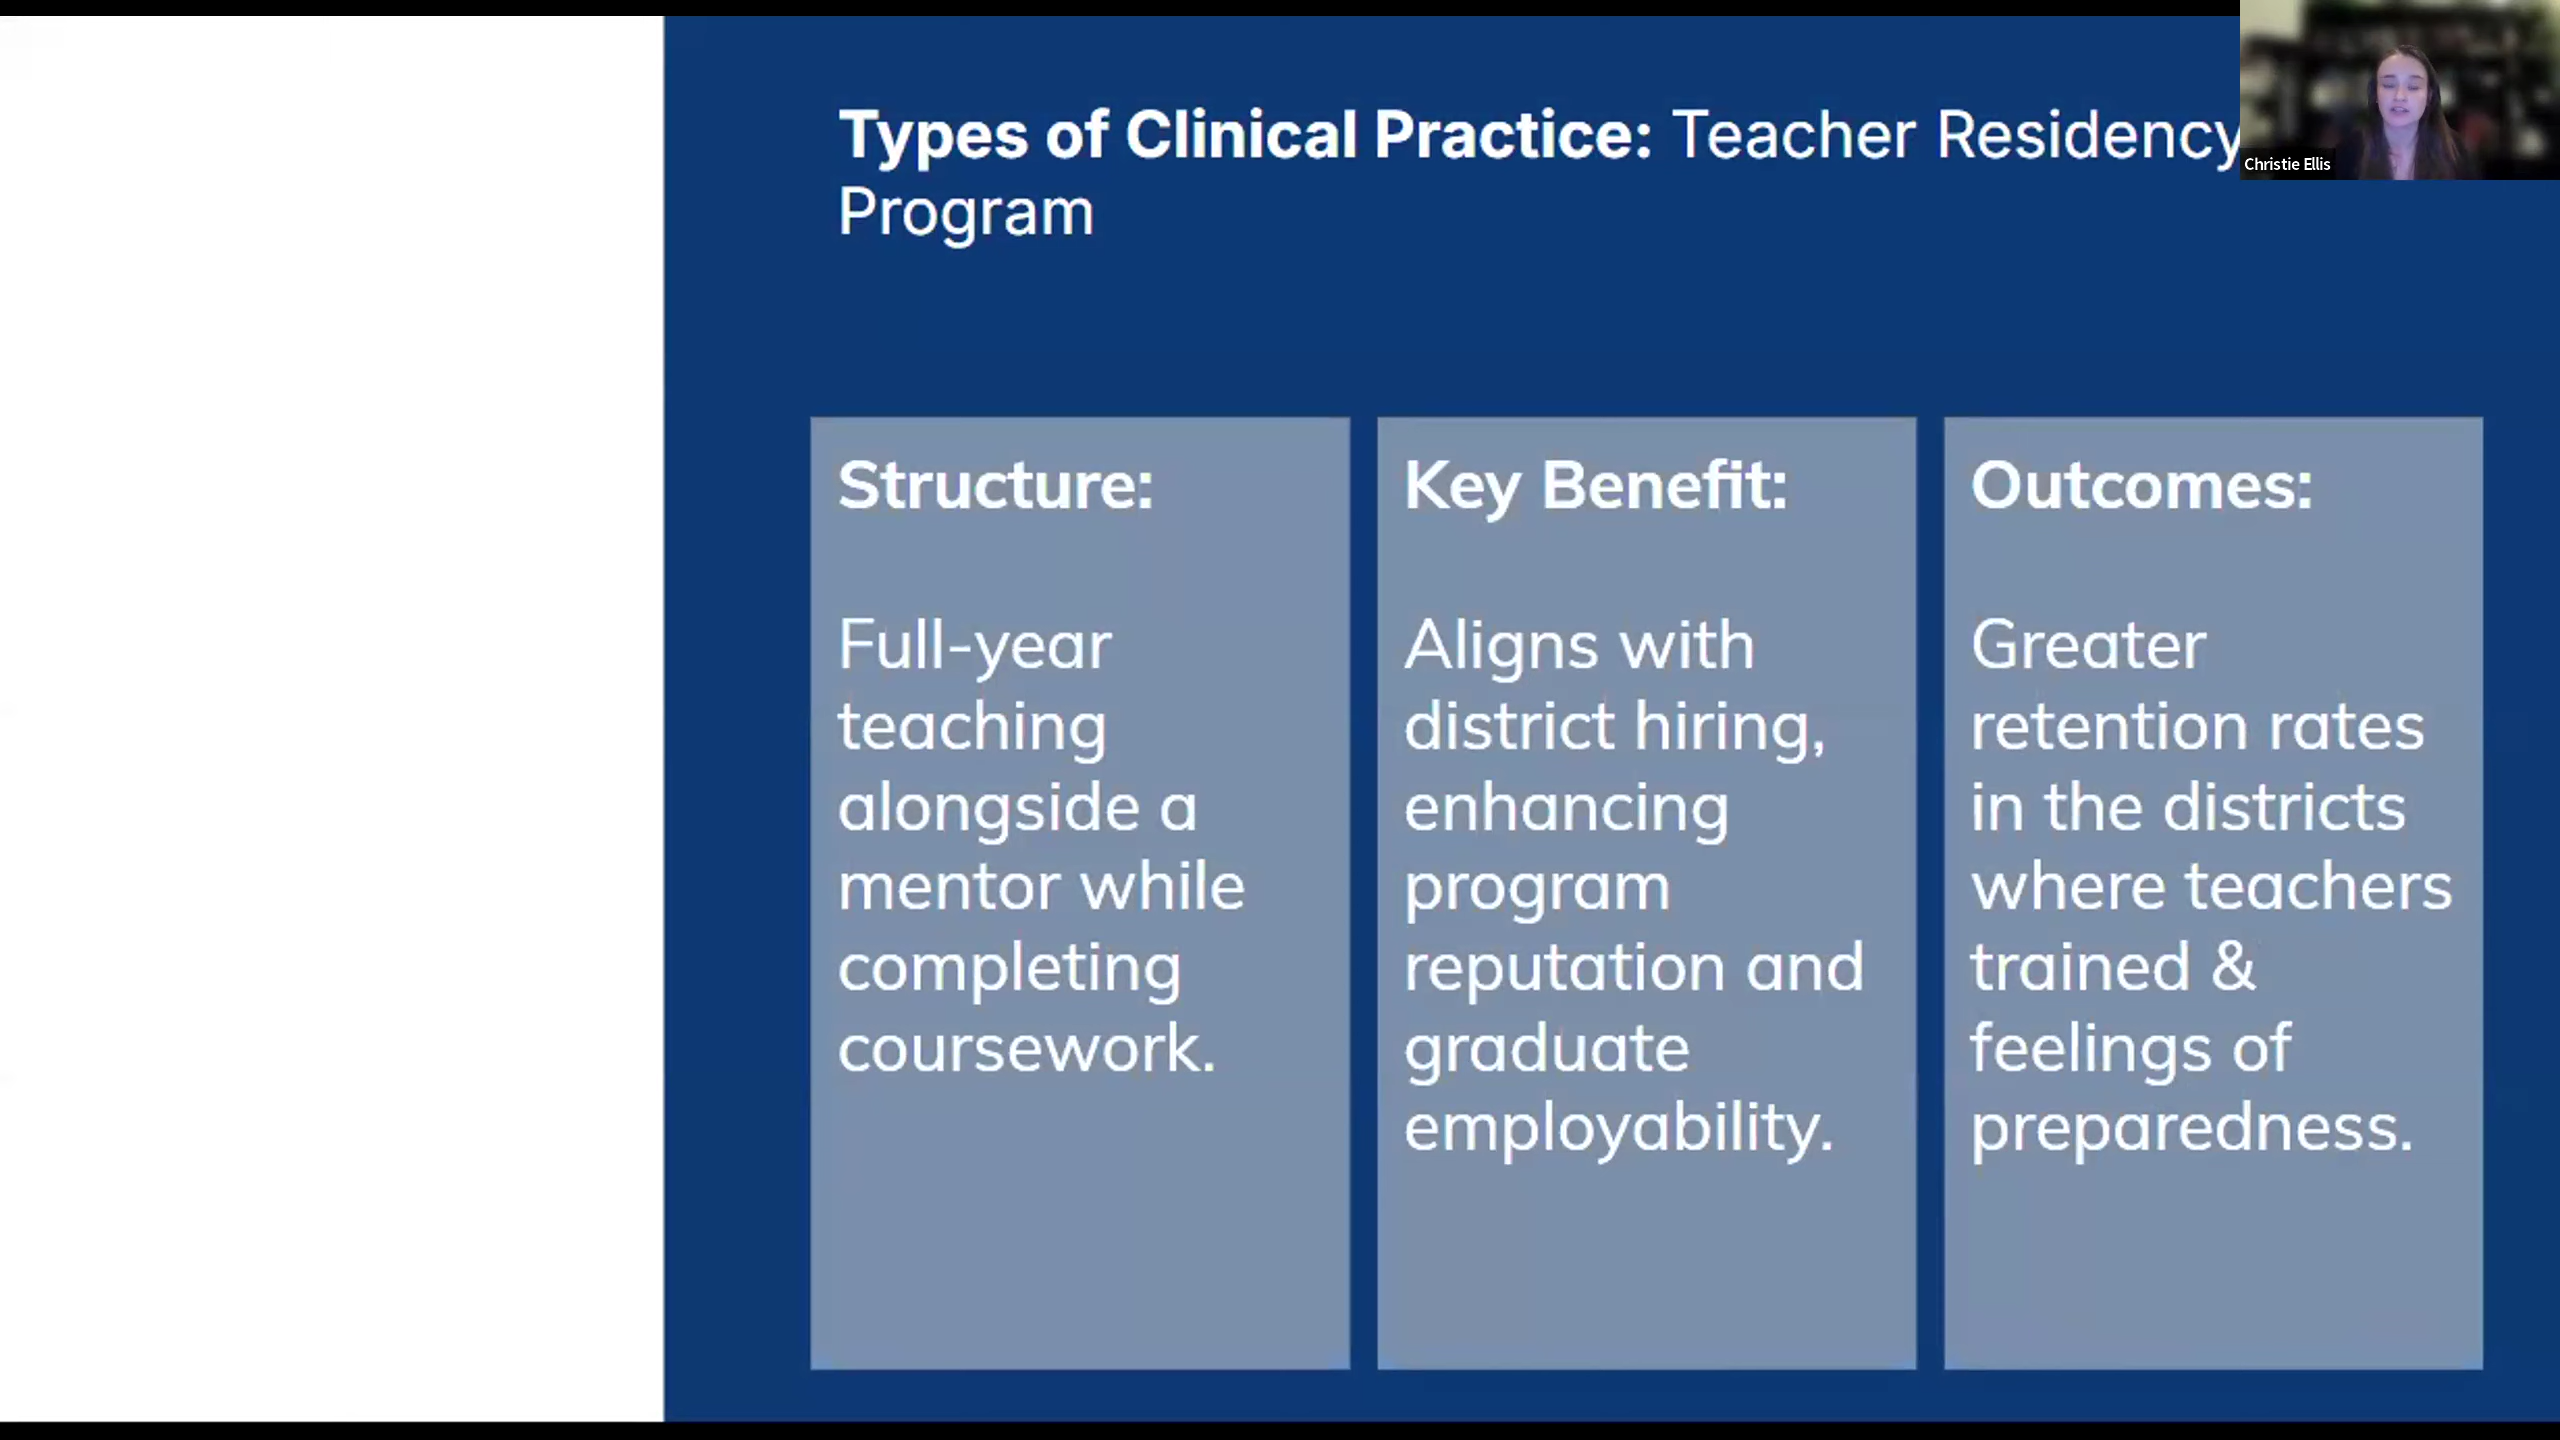 Types of Clinical Practice: Teacher Residency
Program
Christie Ellis
Structure:
Full-year
teaching
alongside a
mentor while
completing
coursework.
Key Benefit:
Aligns with
district hiring,
enhancing
program
reputation and
graduate
employability.
Outcomes:
Greater
retention rates
in the districts
where teachers
trained &
feelings of
preparedness.